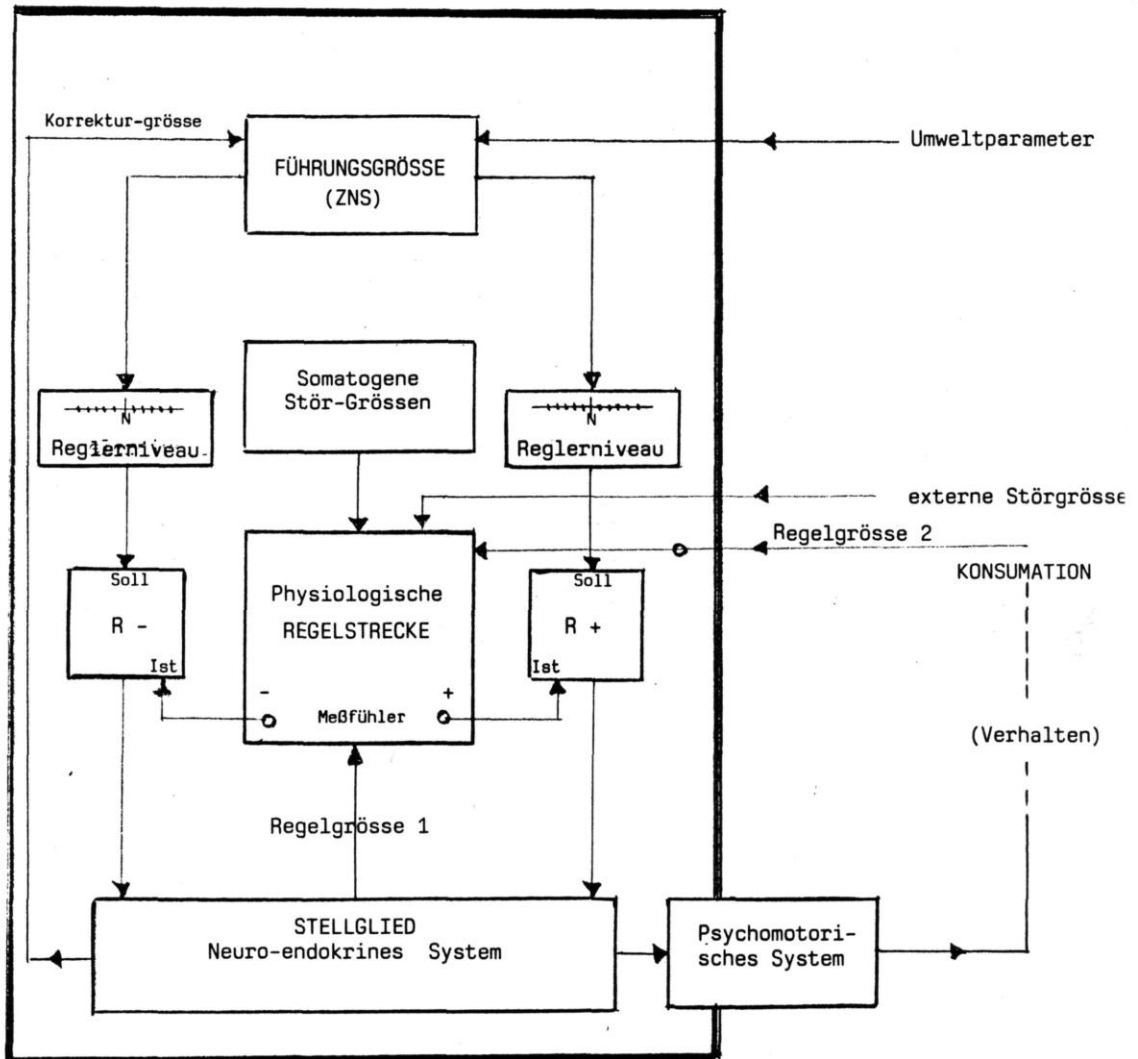 Korrektur-grösse
FÜHRUNGSGRÖSSE
(ZNS)
Umweltparameter
Somatogene
Stör-Grössen
N
Reglerniveau
N
Reglerniveau
externe Störgrösse
Regelgrösse 2
KONSUMATION
Soll
R -
Ist
Physiologische
REGELSTRECKE
- +
Meßfühler
Soll
R +
Ist
(Verhalten)
Regelgrösse 1
STELLGLIED
Neuro-endokrines System
Psychomotori-
sches System